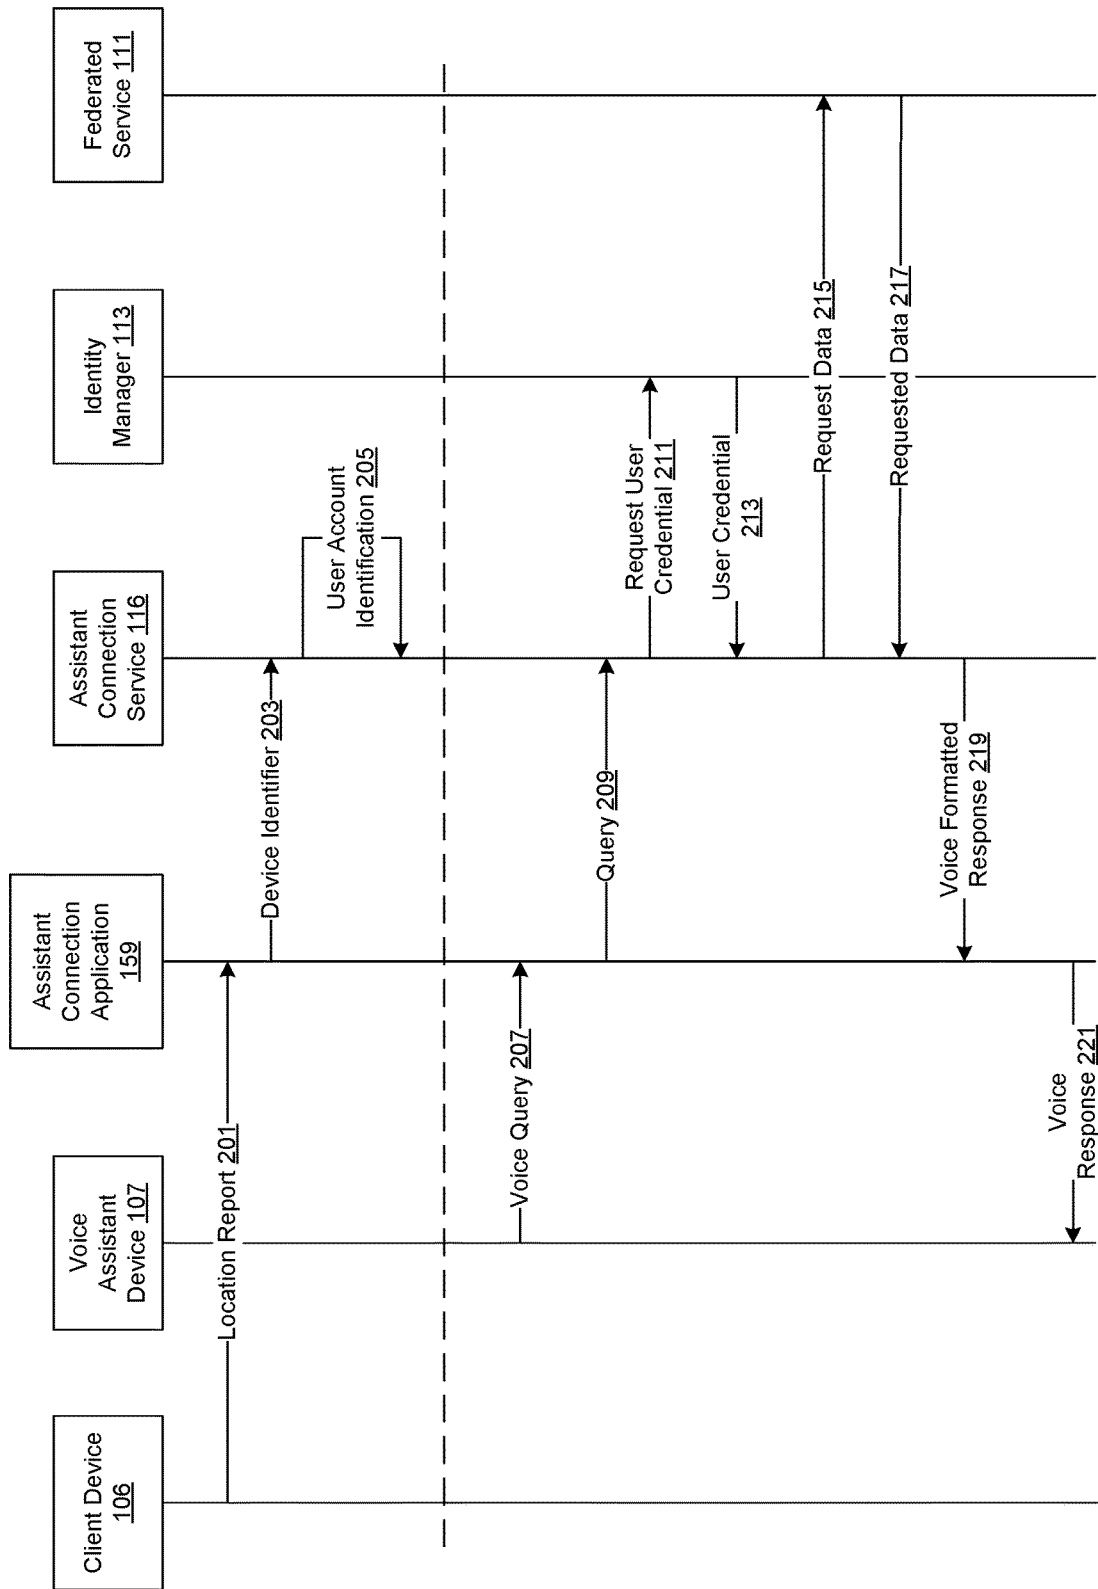 Client Device
106
Voice
Assistant
Device 107
Assistant
Connection
Application
159
Assistant
Connection
Service 116
Identity
Manager 113
Federated
Service 111
Location Report 201
Device Identifier 203
User Account
Identification 205
Voice Query 207
Query 209
Request User
Credential 211
User Credential
213
Request Data 215
Requested Data 217
Voice Formatted
Response 219
Voice
Response 221